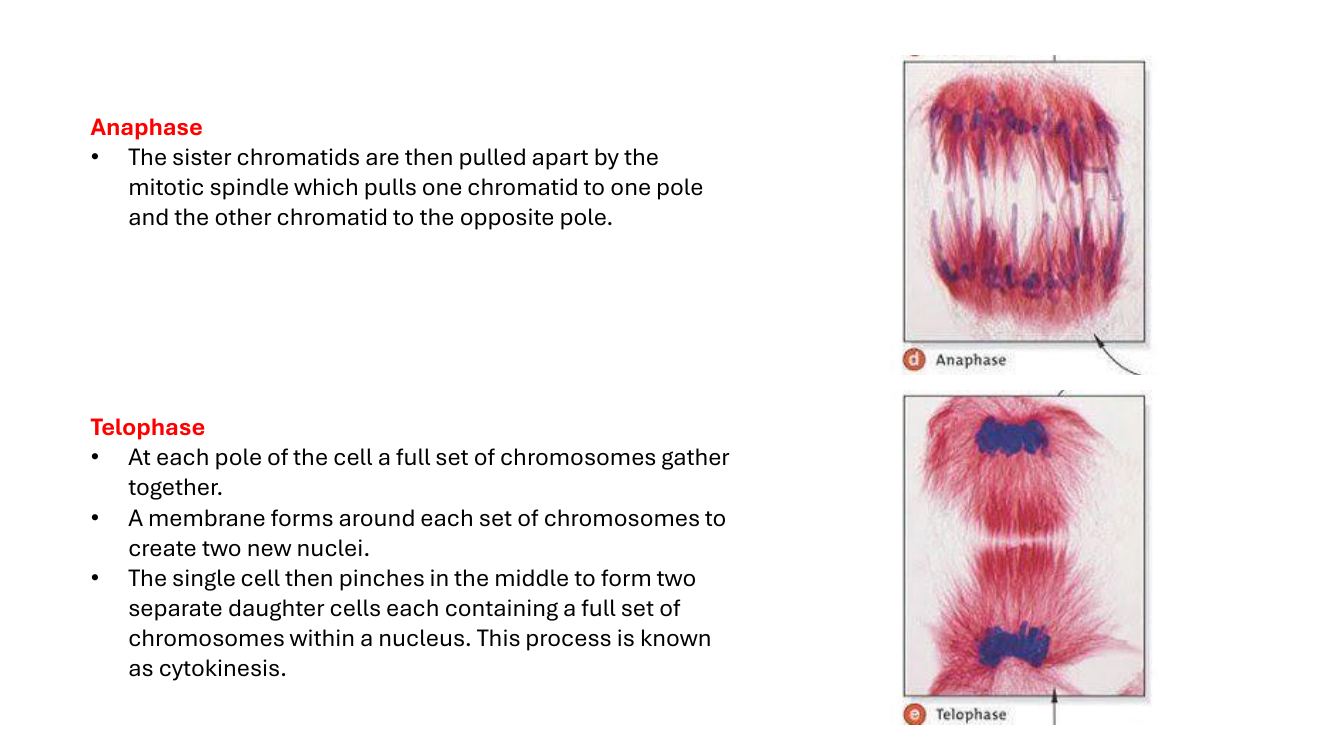 Anaphase
• The sister chromatids are then pulled apart by the
mitotic spindle which pulls one chromatid to one pole
and the other chromatid to the opposite pole.
d Anaphase
Telophase
• At each pole of the cell a full set of chromosomes gather
together.
• A membrane forms around each set of chromosomes to
create two new nuclei.
• The single cell then pinches in the middle to form two
separate daughter cells each containing a full set of
chromosomes within a nucleus. This process is known
as cytokinesis.
e Telophase